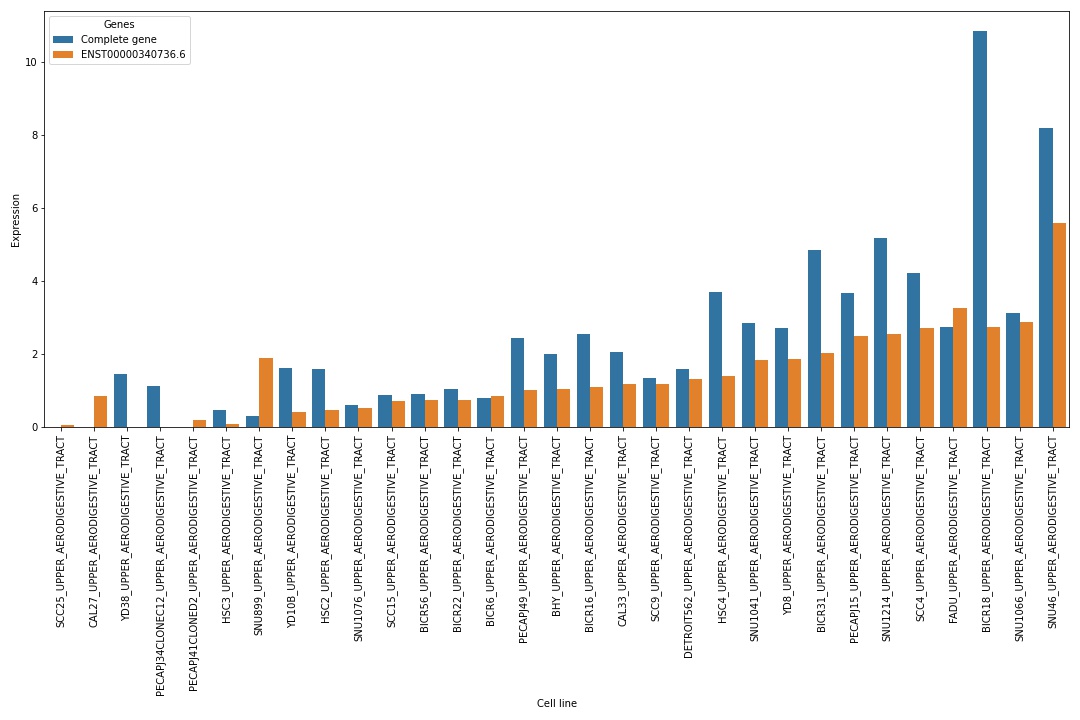 Genes
Complete gene
ENST00000340736.6
Expression
10
8
6
4
2
0
SCC25_UPPER_AERODIGESTIVE_TRACT
CAL27_UPPER_AERODIGESTIVE_TRACT
YD38_UPPER_AERODIGESTIVE_TRACT
PECAPJ34CLONEC12_UPPER_AERODIGESTIVE_TRACT
PECAPJ41CLONED2_UPPER_AERODIGESTIVE_TRACT
HSC3_UPPER_AERODIGESTIVE_TRACT
SNU899_UPPER_AERODIGESTIVE_TRACT
YD10B_UPPER_AERODIGESTIVE_TRACT
HSC2_UPPER_AERODIGESTIVE_TRACT
SNU1076_UPPER_AERODIGESTIVE_TRACT
SCC15_UPPER_AERODIGESTIVE_TRACT
BICR56_UPPER_AERODIGESTIVE_TRACT
BICR22_UPPER_AERODIGESTIVE_TRACT
BICR6_UPPER_AERODIGESTIVE_TRACT
PECAPJ49_UPPER_AERODIGESTIVE_TRACT
BHY_UPPER_AERODIGESTIVE_TRACT
BICR16_UPPER_AERODIGESTIVE_TRACT
CAL33_UPPER_AERODIGESTIVE_TRACT
SCC9_UPPER_AERODIGESTIVE_TRACT
DETROIT562_UPPER_AERODIGESTIVE_TRACT
HSC4_UPPER_AERODIGESTIVE_TRACT
SNU1041_UPPER_AERODIGESTIVE_TRACT
YD8_UPPER_AERODIGESTIVE_TRACT
BICR31_UPPER_AERODIGESTIVE_TRACT
PECAPJ15_UPPER_AERODIGESTIVE_TRACT
SNU1214_UPPER_AERODIGESTIVE_TRACT
SCC4_UPPER_AERODIGESTIVE_TRACT
FADU_UPPER_AERODIGESTIVE_TRACT
BICR18_UPPER_AERODIGESTIVE_TRACT
SNU1066_UPPER_AERODIGESTIVE_TRACT
SNU46_UPPER_AERODIGESTIVE_TRACT
Cell line